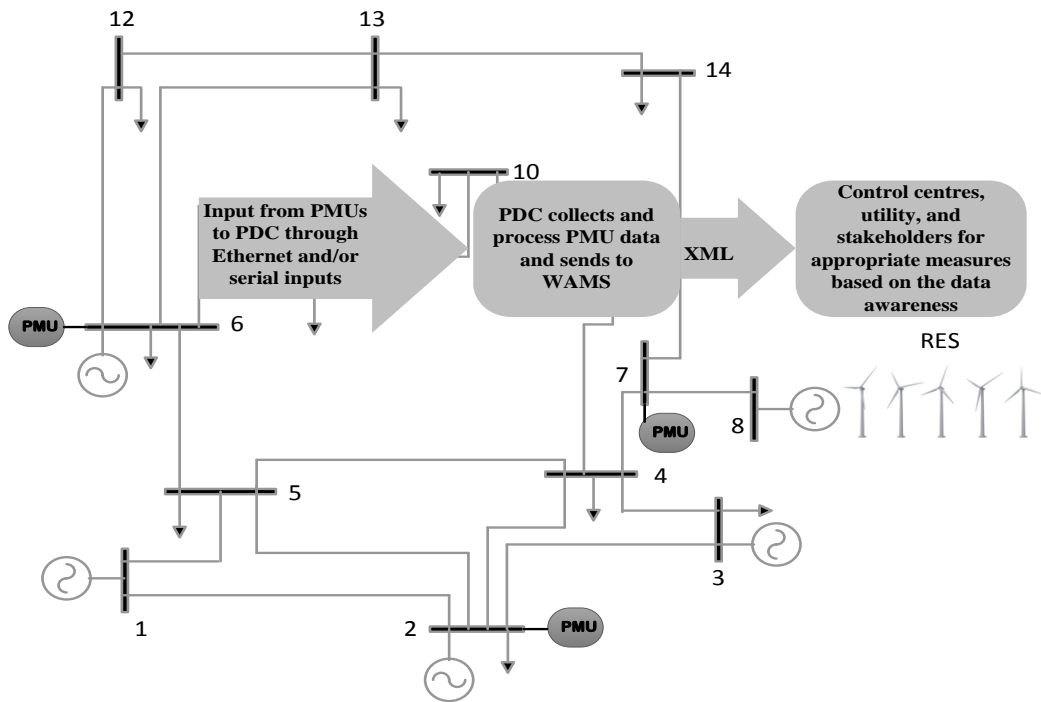 12
13
14
10
Input from PMUs
to PDC through
Ethernet and/or
serial inputs
PDC collects and
process PMU data
and sends to
WAMS
XML
Control centres,
utility, and
stakeholders for
appropriate measures
based on the data
awareness
PMU
6
RES
7
8
PMU
5
4
3
1
2
PMU